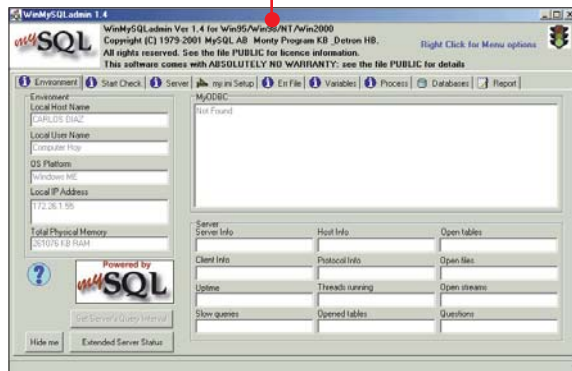 WinMySQLadmin 1.4
WinMySQLadmin Ver 1.4 for Win95/Win98/NT/Win2000
Copyright (C) 1979-2001 MySQL AB Monty Program KB Detron HB.
All rights reserved. See the file PUBLIC for licence information.
This software comes with ABSOLUTELY NO WARRANTY: see the file PUBLIC for details
mySQL
Right Click for Menu options
Environment Start Check Server my.ini Setup Err File Variables Process Databases Report
Enviroment
Local Host Name
CARLOS DIAZ
Local User Name
Computer Hoy
OS Platform
Windows ME
Local IP Address
172.26.1.55
Total Physical Memory
261076 KB RAM
MyODBC
Not Found
Server
Server Info Host Info Open tables
Client Info Protocol Info Open files
Uptime Threads running Open streams
Slow queries Opened tables Questions
Powered by
mySQL
Get Server's Query Interval
Hide me Extended Server Status